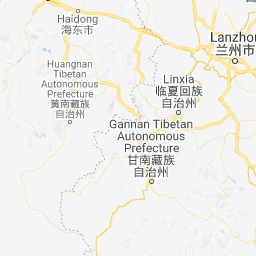 Haidong
海东市
Lanzhou
兰州市
Huangnan
Tibetan
Autonomous
Prefecture
黄南藏族
自治州
Linxia
临夏回族
自治州
Gannan Tibetan
Autonomous
Prefecture
甘南藏族
自治州